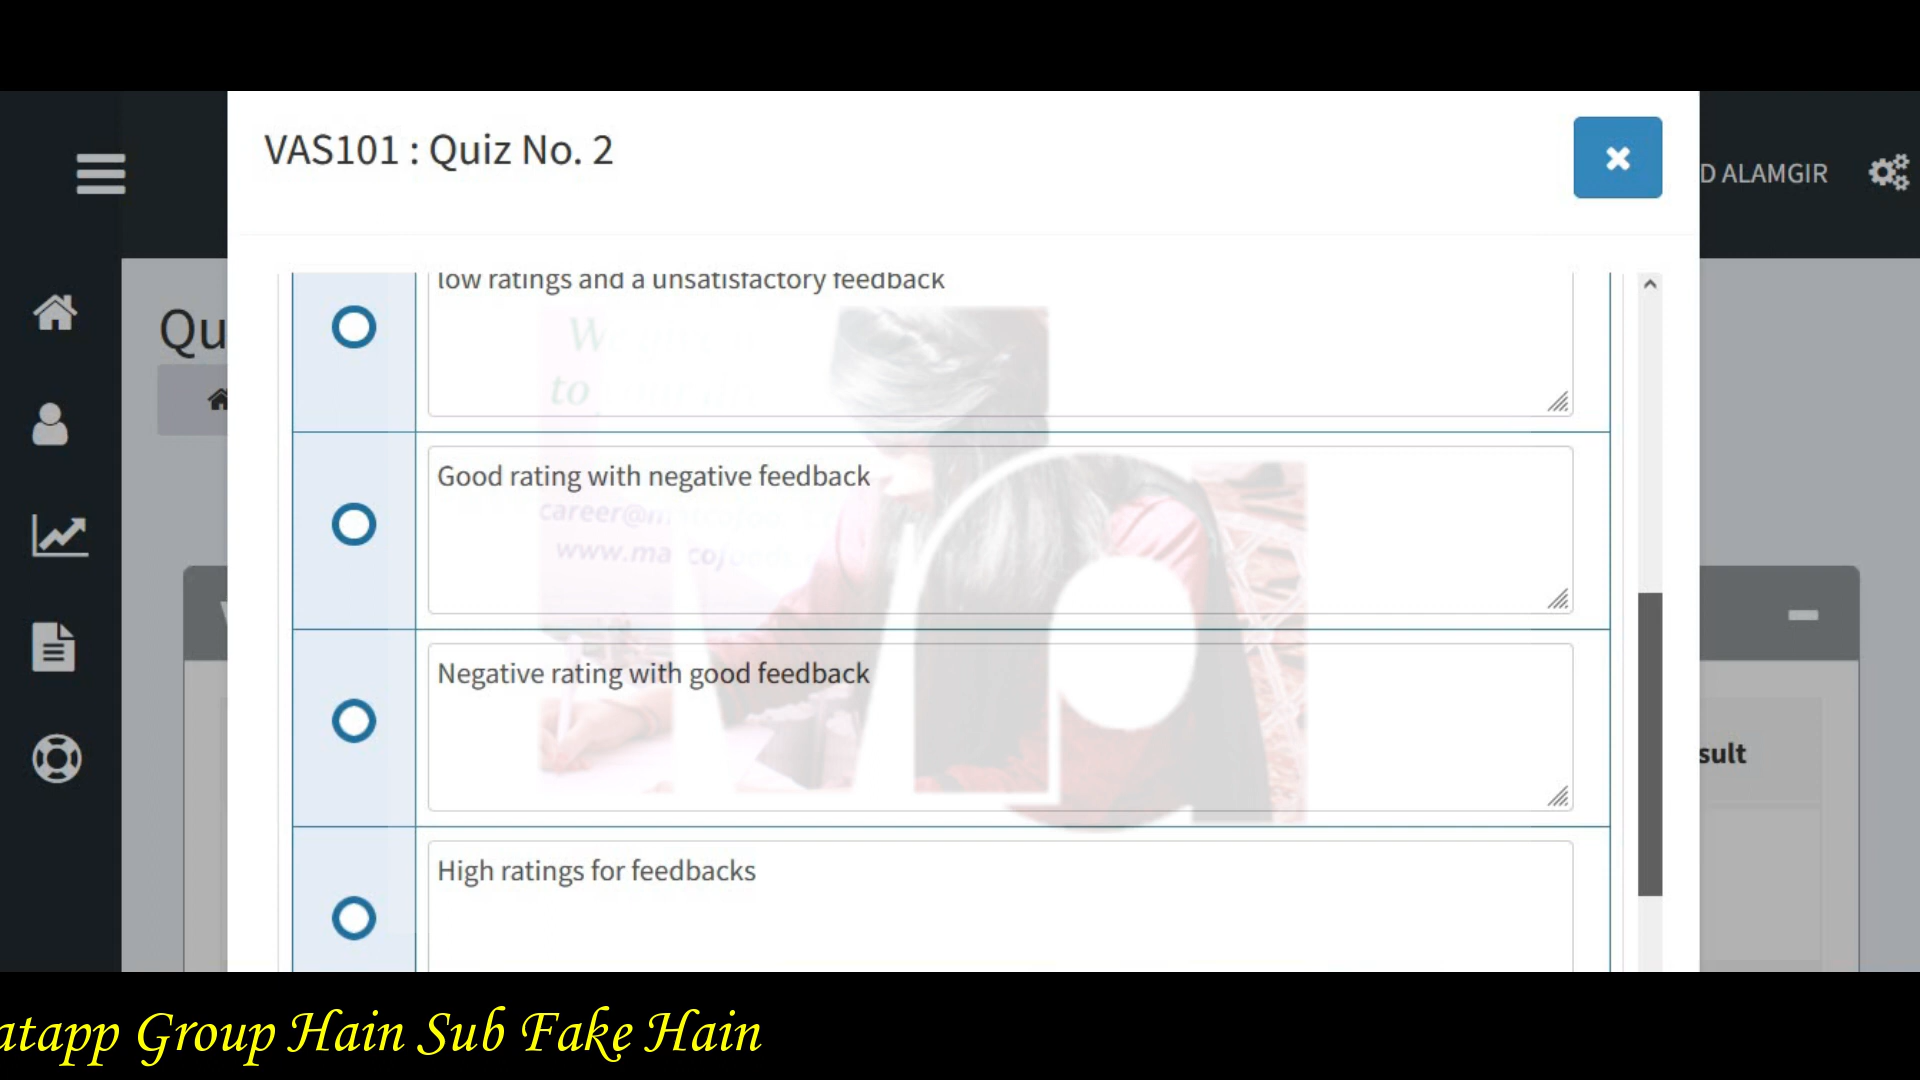 VAS101 : Quiz No. 2
D ALAMGIR
Qu
low ratings and a unsatisfactory feedback
Good rating with negative feedback
Negative rating with good feedback
sult
High ratings for feedbacks
atapp Group Hain Sub Fake Hain